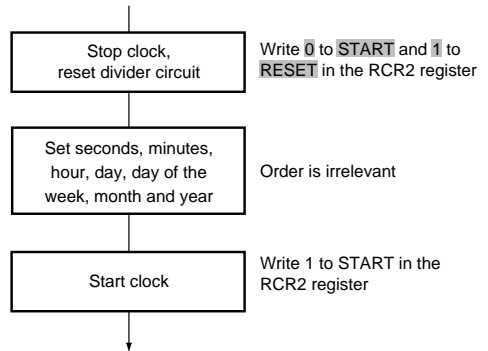 Stop clock,
reset divider circuit
Write 0 to START and 1 to
RESET in the RCR2 register
Set seconds, minutes,
hour, day, day of the
week, month and year
Order is irrelevant
Start clock
Write 1 to START in the
RCR2 register